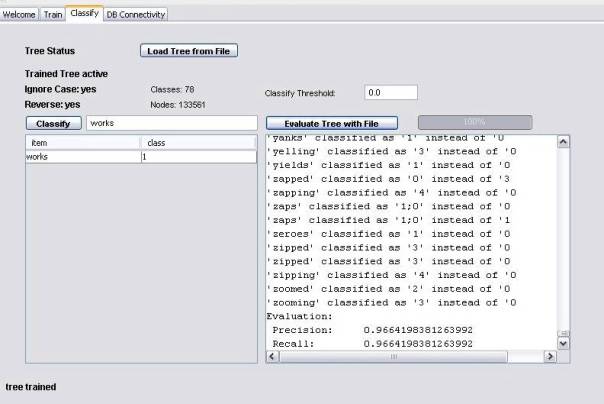 Welcome Train Classify DB Connectivity
Tree Status Load Tree from File
Trained Tree active
Ignore Case: yes Classes: 78 Classify Threshold: 0.0
Reverse: yes Nodes: 133561
Classify works Evaluate Tree with File 100%
item class
works 1
'yanks' classified as '1' instead of '0
'yelling' classified as '3' instead of '0
'yields' classified as '1' instead of '0
'zapped' classified as '0' instead of '3
'zapping' classified as '4' instead of '0
'zaps' classified as '1;0' instead of '0
'zaps' classified as '1;0' instead of '1
'zeroes' classified as '1' instead of '0
'zipped' classified as '3' instead of '0
'zipped' classified as '3' instead of '0
'zipping' classified as '4' instead of '0
'zoomed' classified as '2' instead of '0
'zooming' classified as '3' instead of '0
Evaluation:
Precision: 0.9664198381263992
Recall: 0.9664198381263992
tree trained